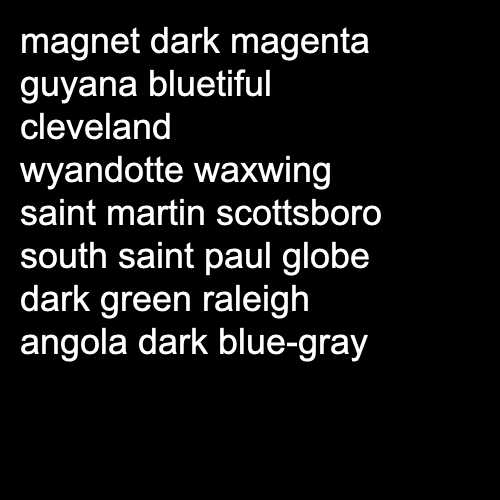 magnet dark magenta
guyana bluetiful
cleveland
wyandotte waxwing
saint martin scottsboro
south saint paul globe
dark green raleigh
angola dark blue-gray